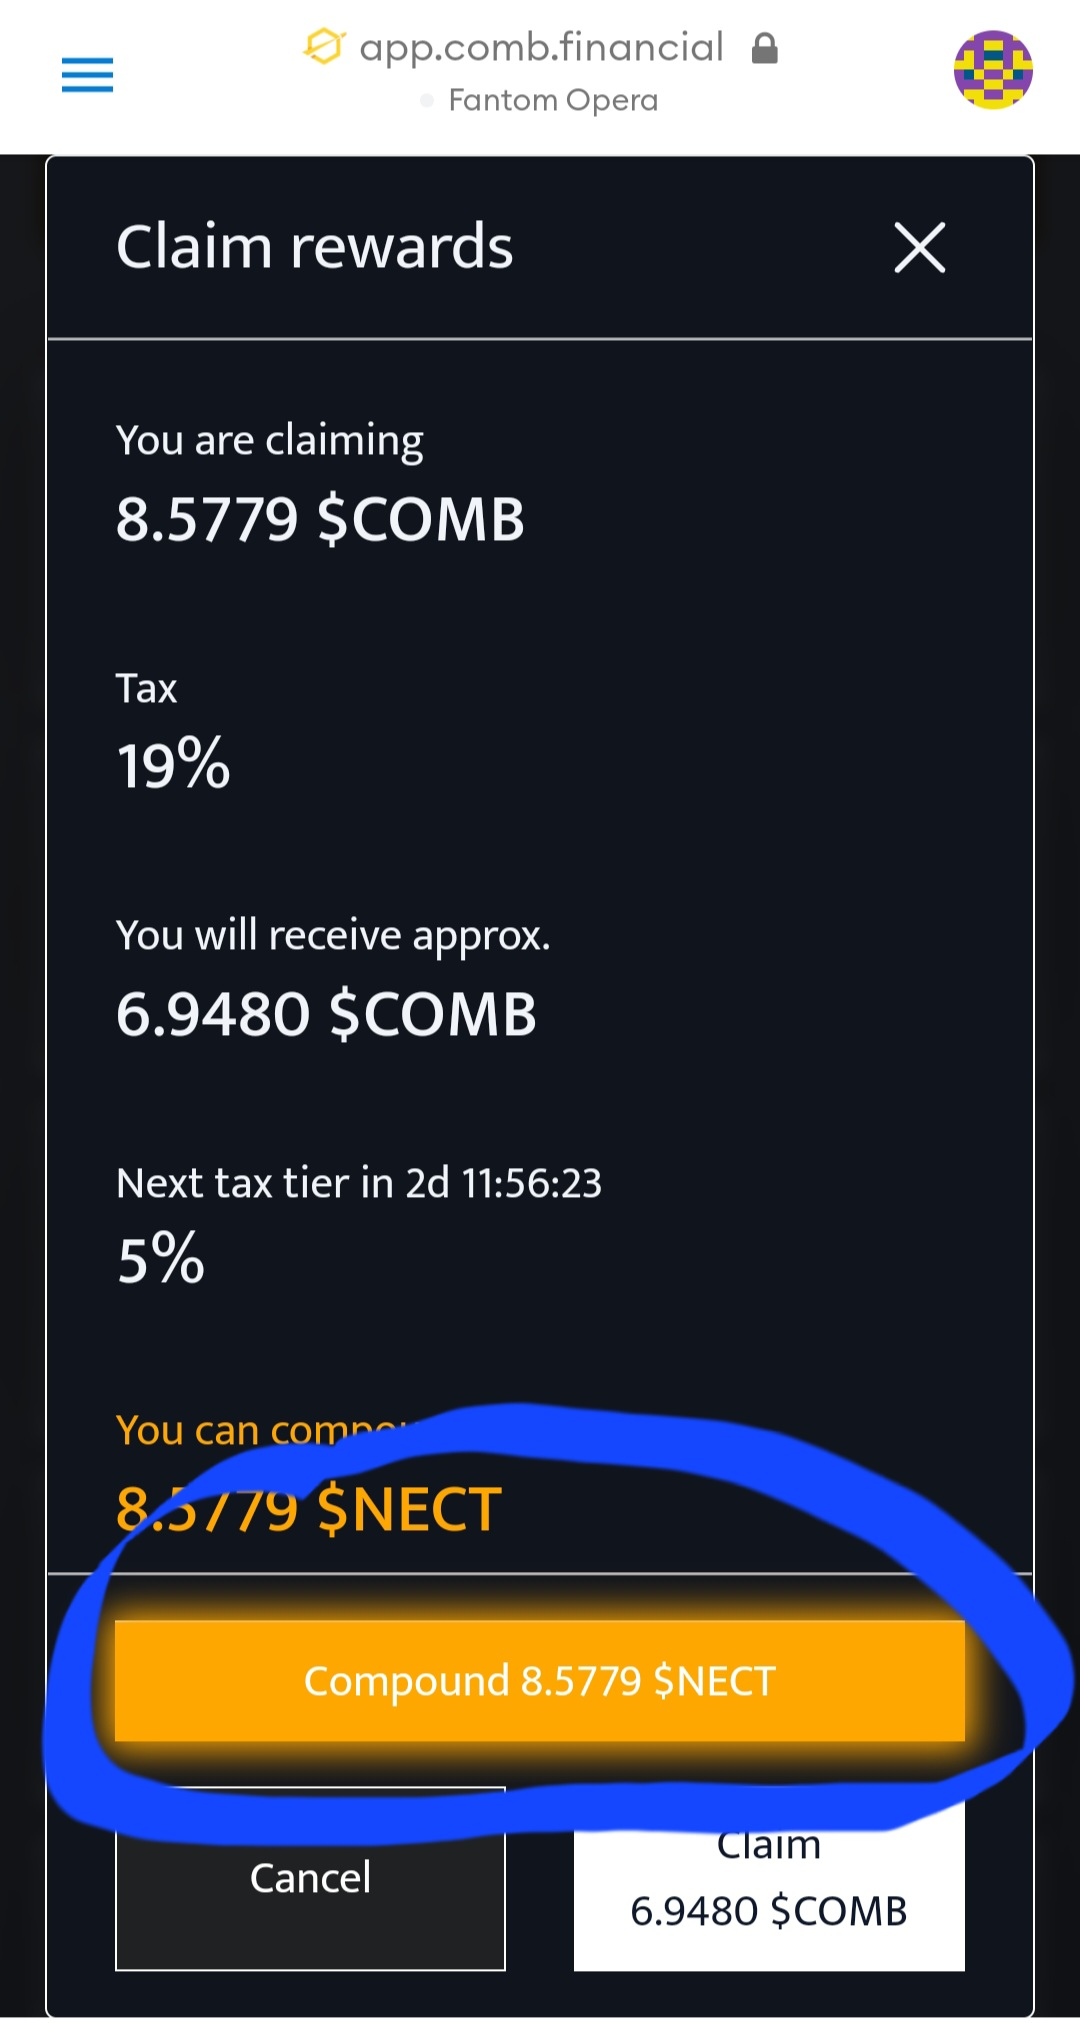 app.comb.financial
Fantom Opera
Claim rewards
You are claiming
8.5779 $COMB
Tax
19%
You will receive approx.
6.9480 $COMB
Next tax tier in 2d 11:56:23
5%
You can
8.5779 $NECT
Compound 8.5779 $NECT
Cancel
Claim
6.9480 $COMB